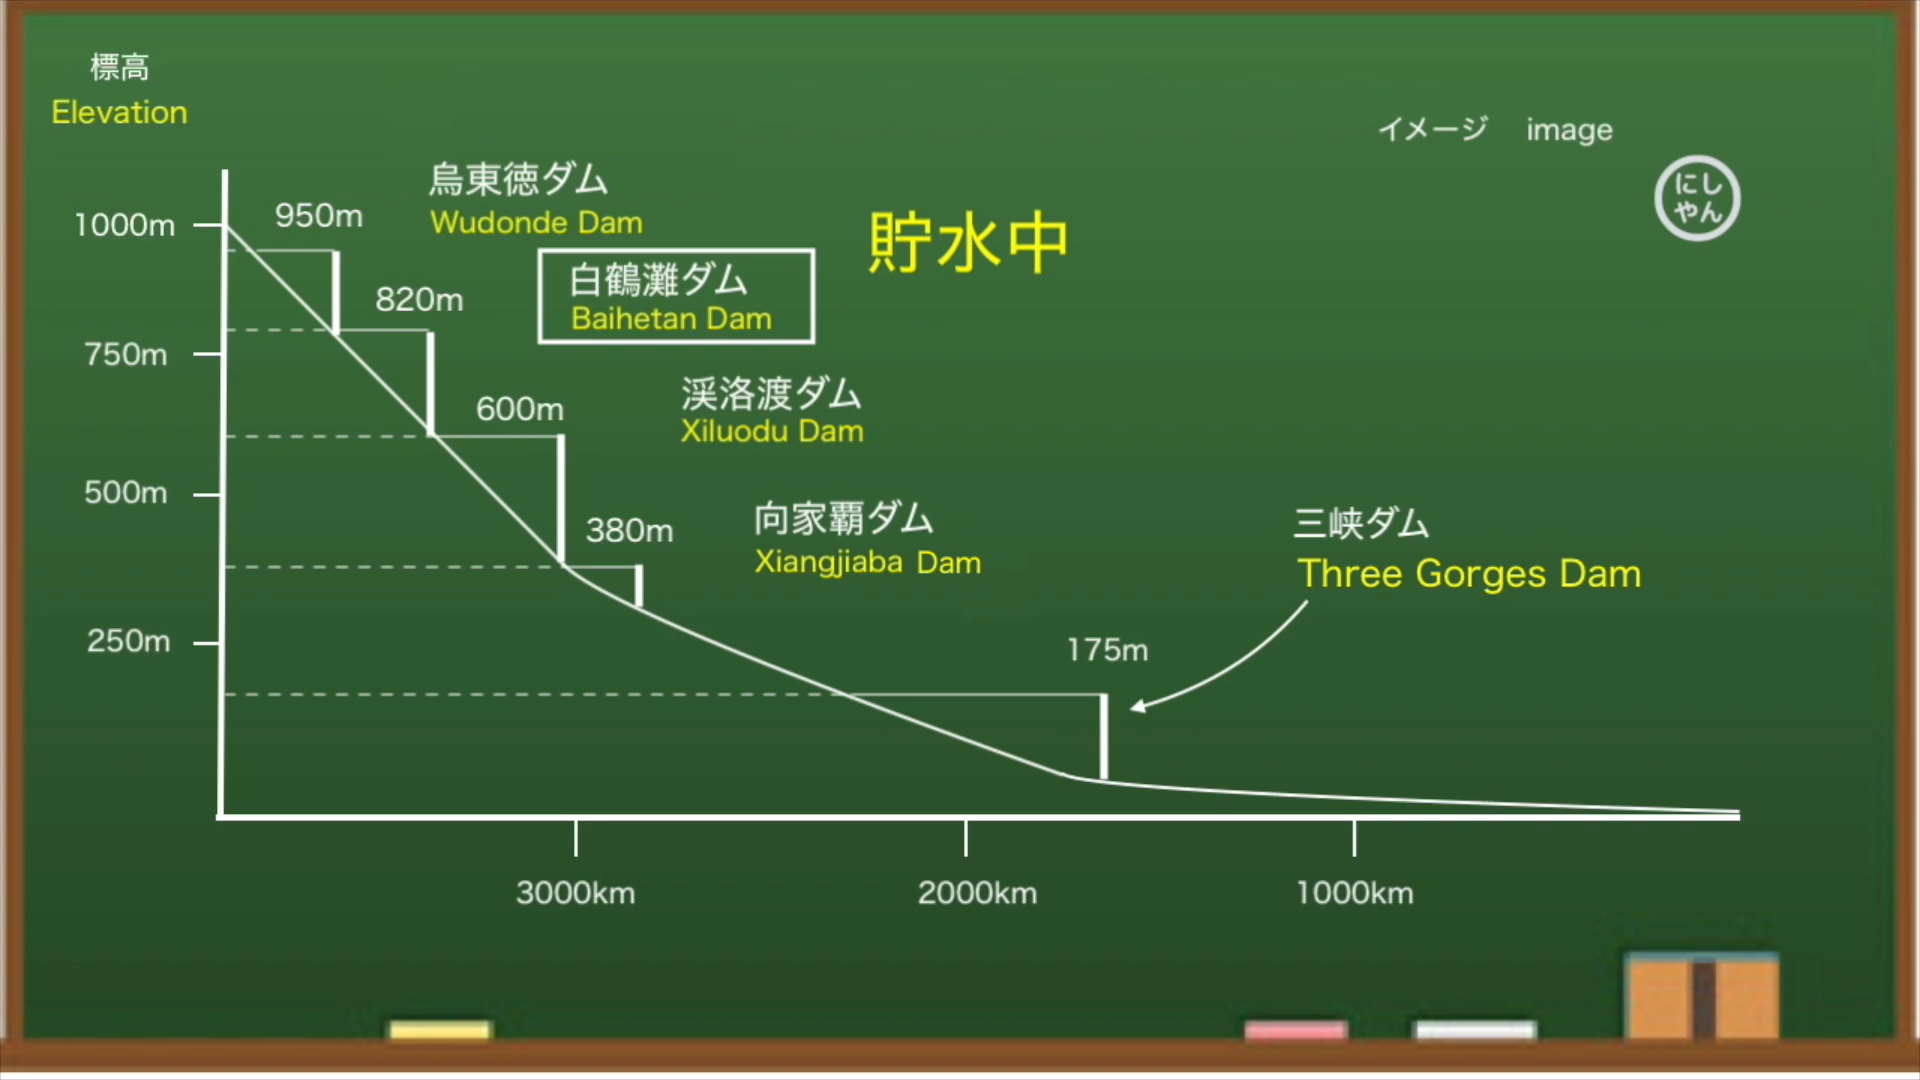 標高
Elevation
イメージ image
にし
やん
烏東徳ダム
Wudonde Dam
950m
1000m
貯水中
白鶴灘ダム
Baihetan Dam
820m
750m
渓洛渡ダム
Xiluodu Dam
600m
500m
向家覇ダム
Xiangjiaba Dam
380m
三峡ダム
Three Gorges Dam
250m
175m
3000km
2000km
1000km